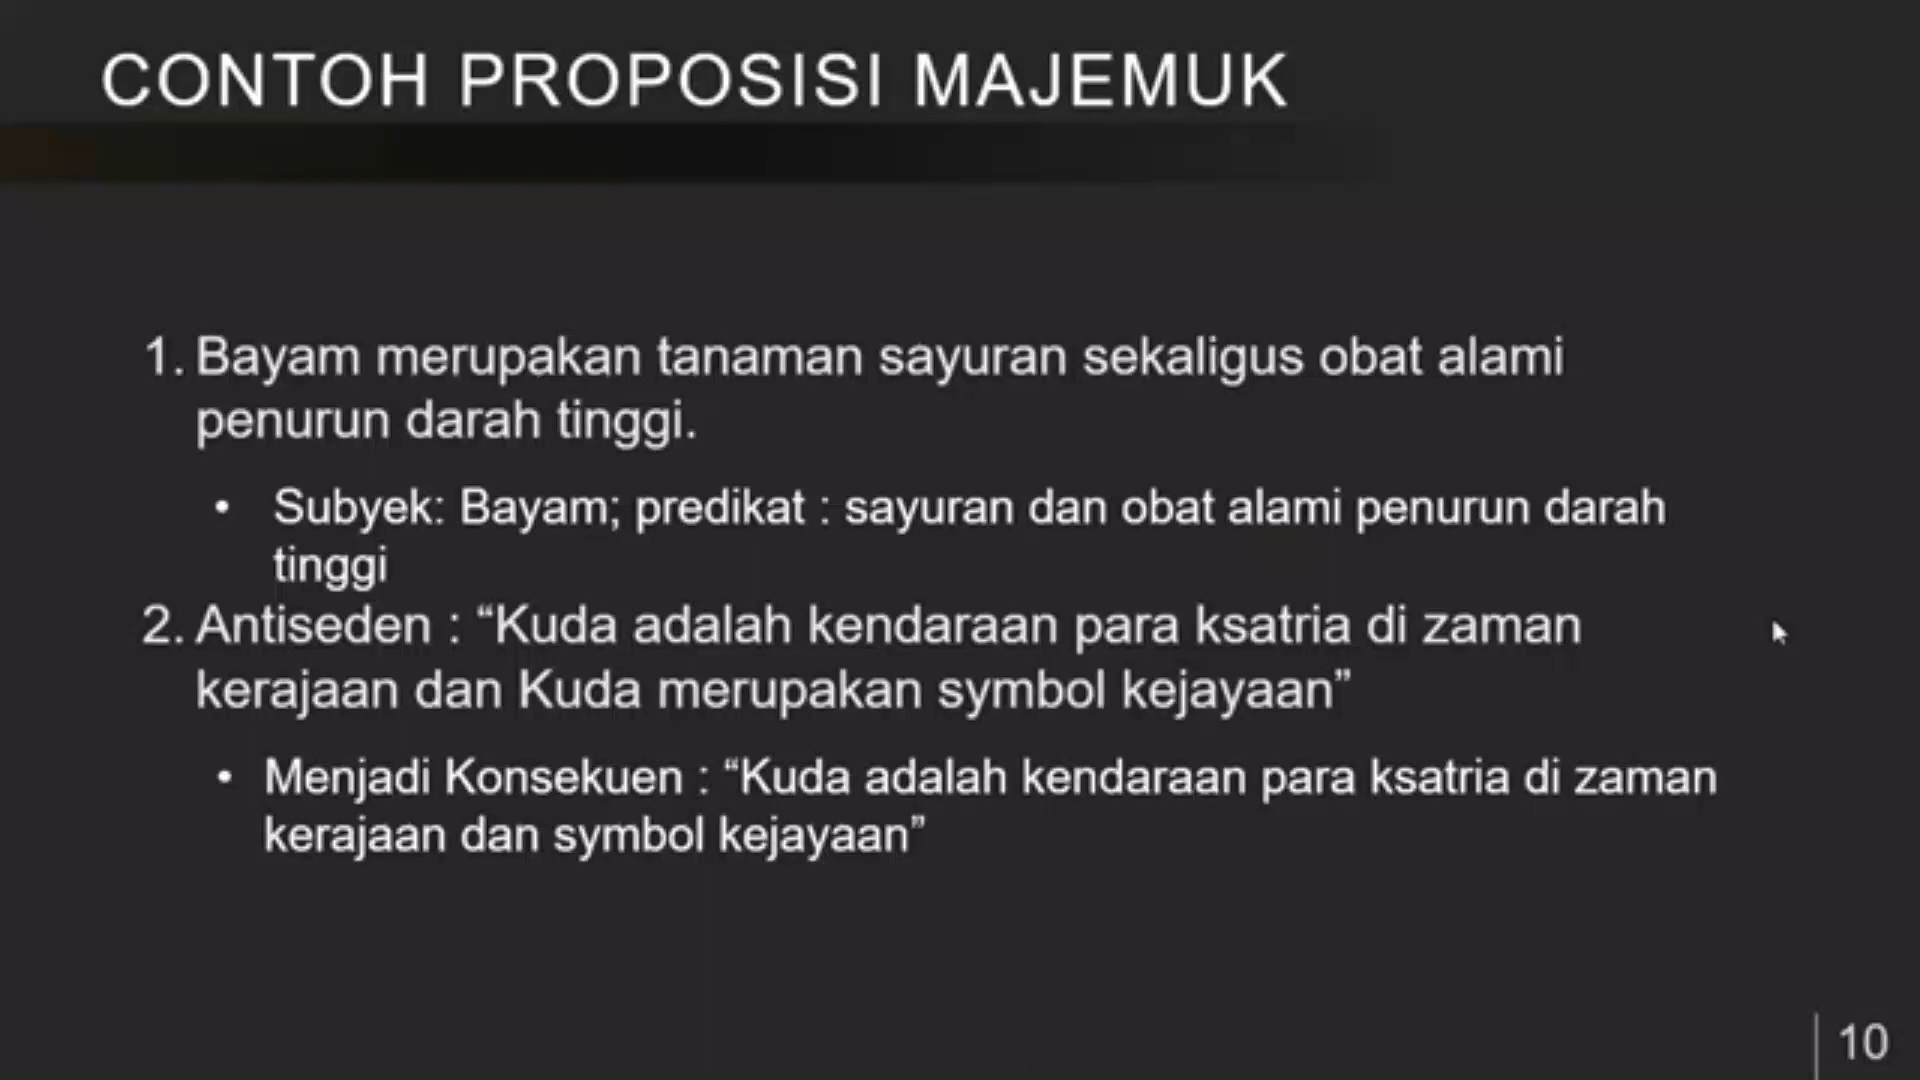 CONTOH PROPOSISI MAJEMUK
1. Bayam merupakan tanaman sayuran sekaligus obat alami
penurun darah tinggi.
• Subyek: Bayam; predikat : sayuran dan obat alami penurun darah
tinggi
2. Antiseden : “Kuda adalah kendaraan para ksatria di zaman
kerajaan dan Kuda merupakan symbol kejayaan”
• Menjadi Konsekuen : “Kuda adalah kendaraan para ksatria di zaman
kerajaan dan symbol kejayaan”
10